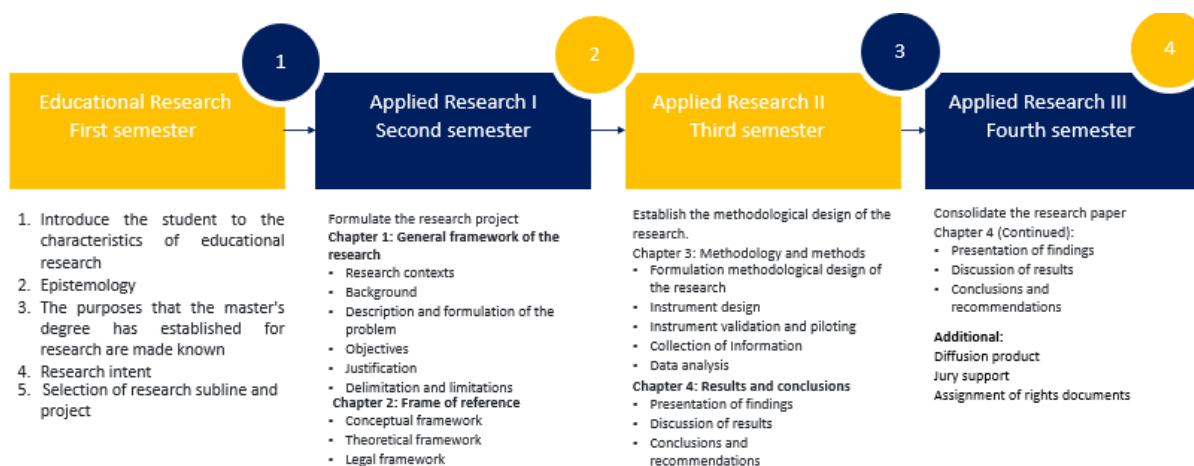 1
Educational Research
First semester
1. Introduce the student to the
characteristics of educational
research
2. Epistemology
3. The purposes that the master's
degree has established for
research are made known
4. Research intent
5. Selection of research subline and
project
2
Applied Research I
Second semester
Formulate the research project
Chapter 1: General framework of the
research
▪ Research contexts
▪ Background
▪ Description and formulation of the
problem
▪ Objectives
▪ Justification
▪ Delimitation and limitations
Chapter 2: Frame of reference
▪ Conceptual framework
▪ Theoretical framework
▪ Legal framework
3
Applied Research II
Third semester
Establish the methodological design of the
research.
Chapter 3: Methodology and methods
▪ Formulation methodological design of
the research
▪ Instrument design
▪ Instrument validation and piloting
▪ Collection of Information
▪ Data analysis
Chapter 4: Results and conclusions
▪ Presentation of findings
▪ Discussion of results
▪ Conclusions and
recommendations
4
Applied Research III
Fourth semester
Consolidate the research paper
Chapter 4 (Continued):
▪ Presentation of findings
▪ Discussion of results
▪ Conclusions and
recommendations
Additional:
Diffusion product
Jury support
Assignment of rights documents